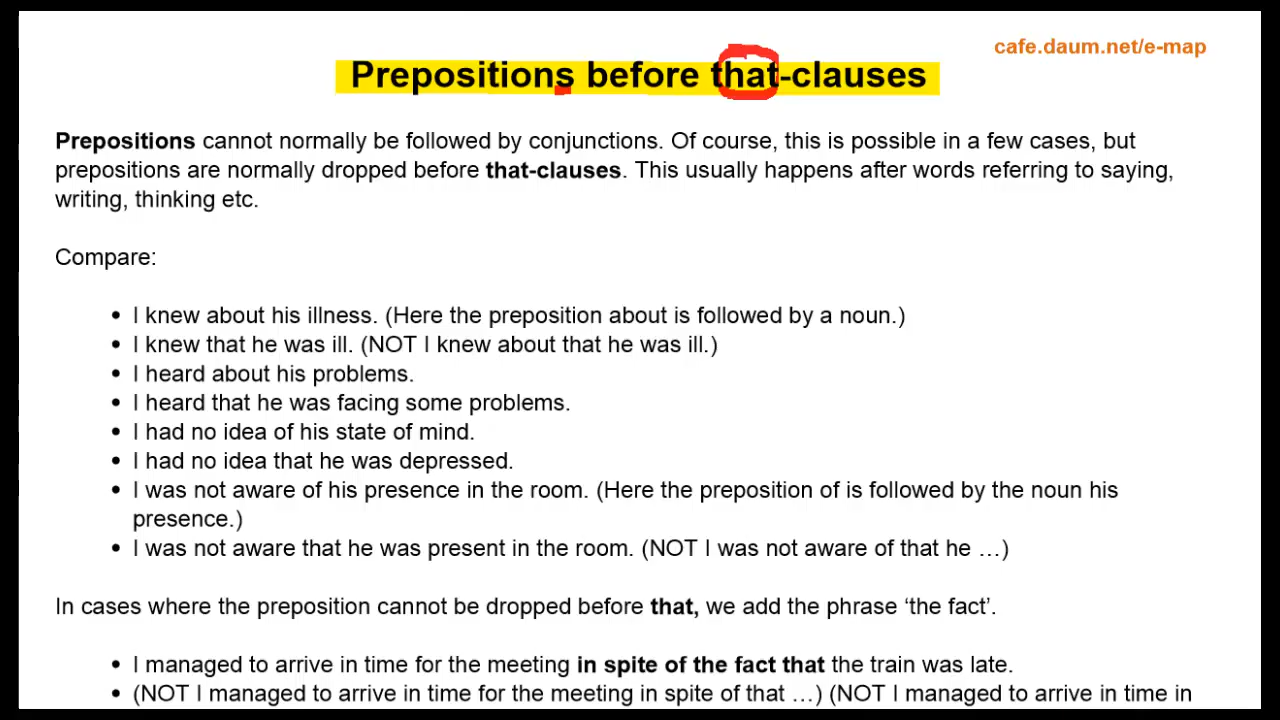 cafe.daum.net/e-map
Prepositions before that-clauses
Prepositions cannot normally be followed by conjunctions. Of course, this is possible in a few cases, but
prepositions are normally dropped before that-clauses. This usually happens after words referring to saying,
writing, thinking etc.
Compare:
• I knew about his illness. (Here the preposition about is followed by a noun.)
• I knew that he was ill. (NOT I knew about that he was ill.)
• I heard about his problems.
• I heard that he was facing some problems.
• I had no idea of his state of mind.
• I had no idea that he was depressed.
• I was not aware of his presence in the room. (Here the preposition of is followed by the noun his
presence.)
• I was not aware that he was present in the room. (NOT I was not aware of that he …)
In cases where the preposition cannot be dropped before that, we add the phrase ‘the fact’.
• I managed to arrive in time for the meeting in spite of the fact that the train was late.
• (NOT I managed to arrive in time for the meeting in spite of that …) (NOT I managed to arrive in time in